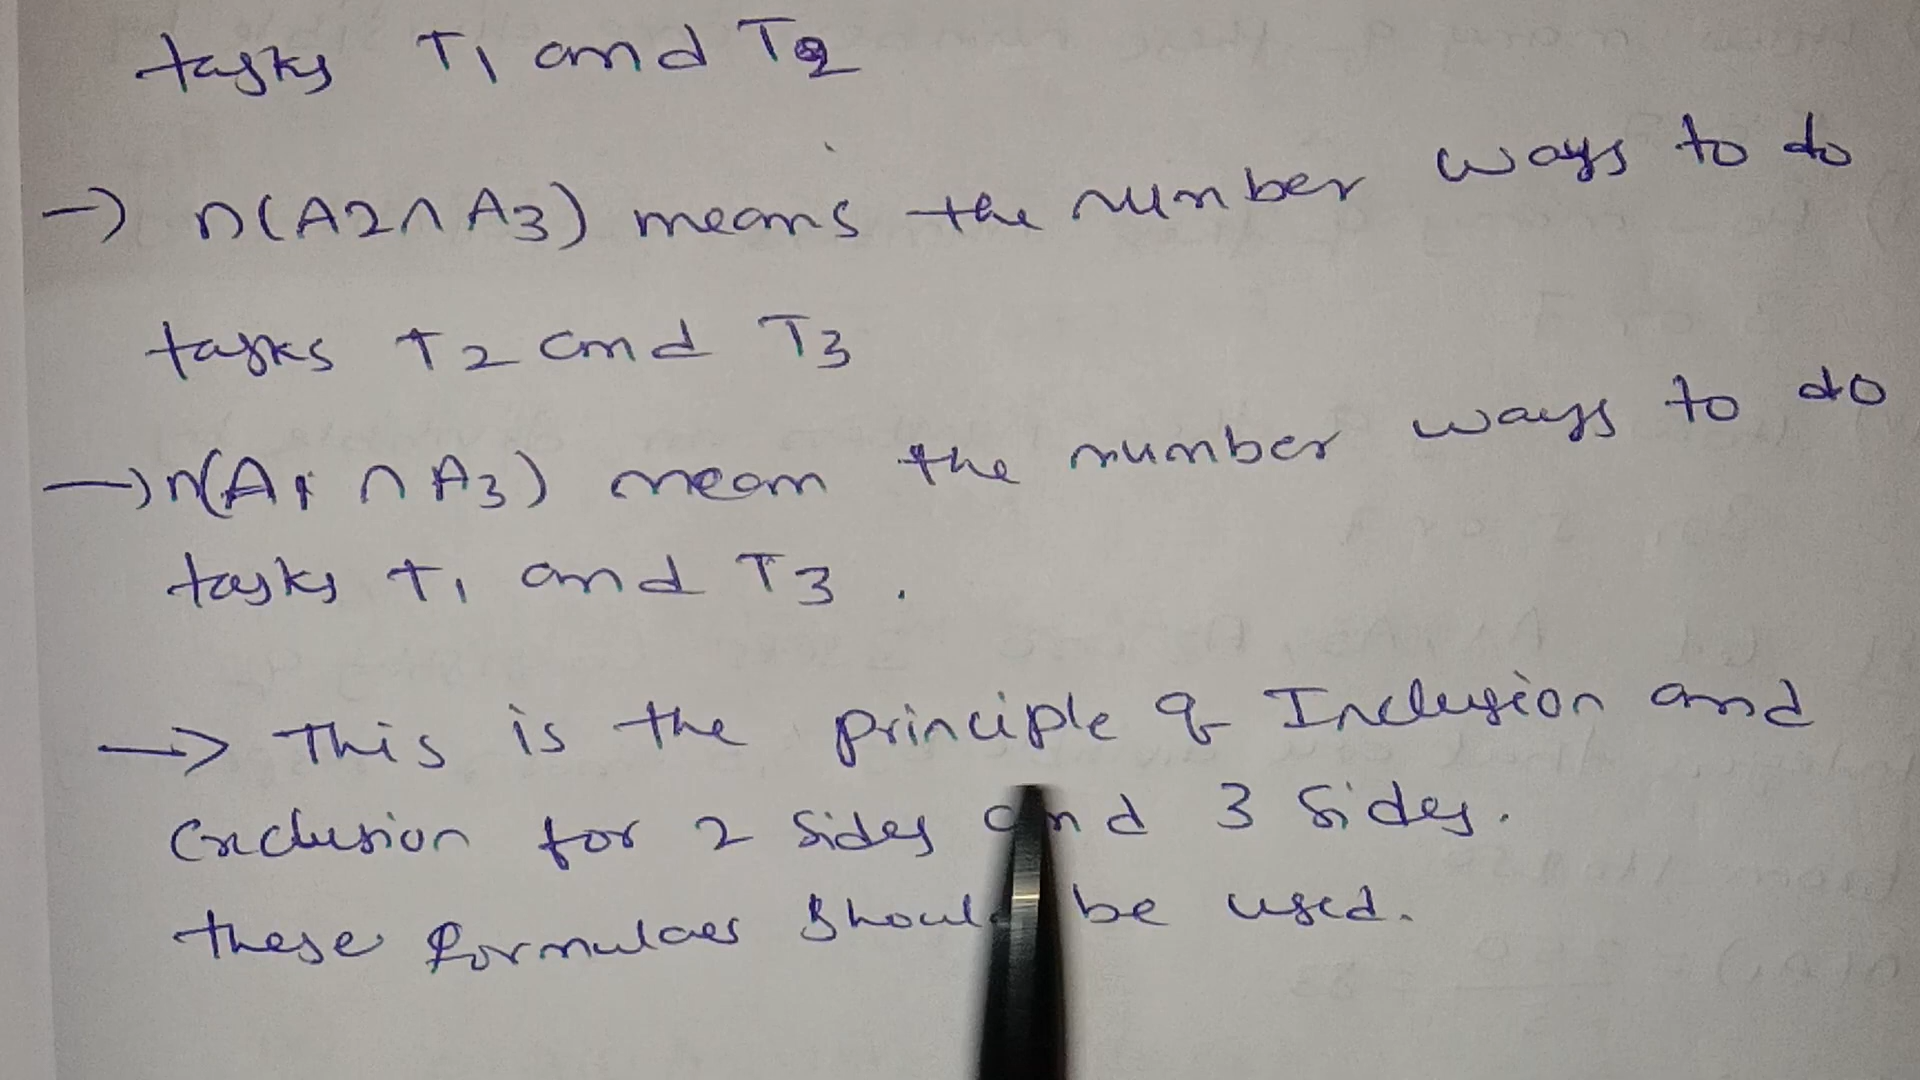 tasks T1 and T2
→ n(A2∩A3) means the number ways to do
tasks T2 and T3
→ n(A1 ∩ A3) mean the number ways to do
tasks T1 and T3.
→ This is the principle of Inclusion and
Exclusion for 2 sides and 3 sides.
these formulaes should be used.